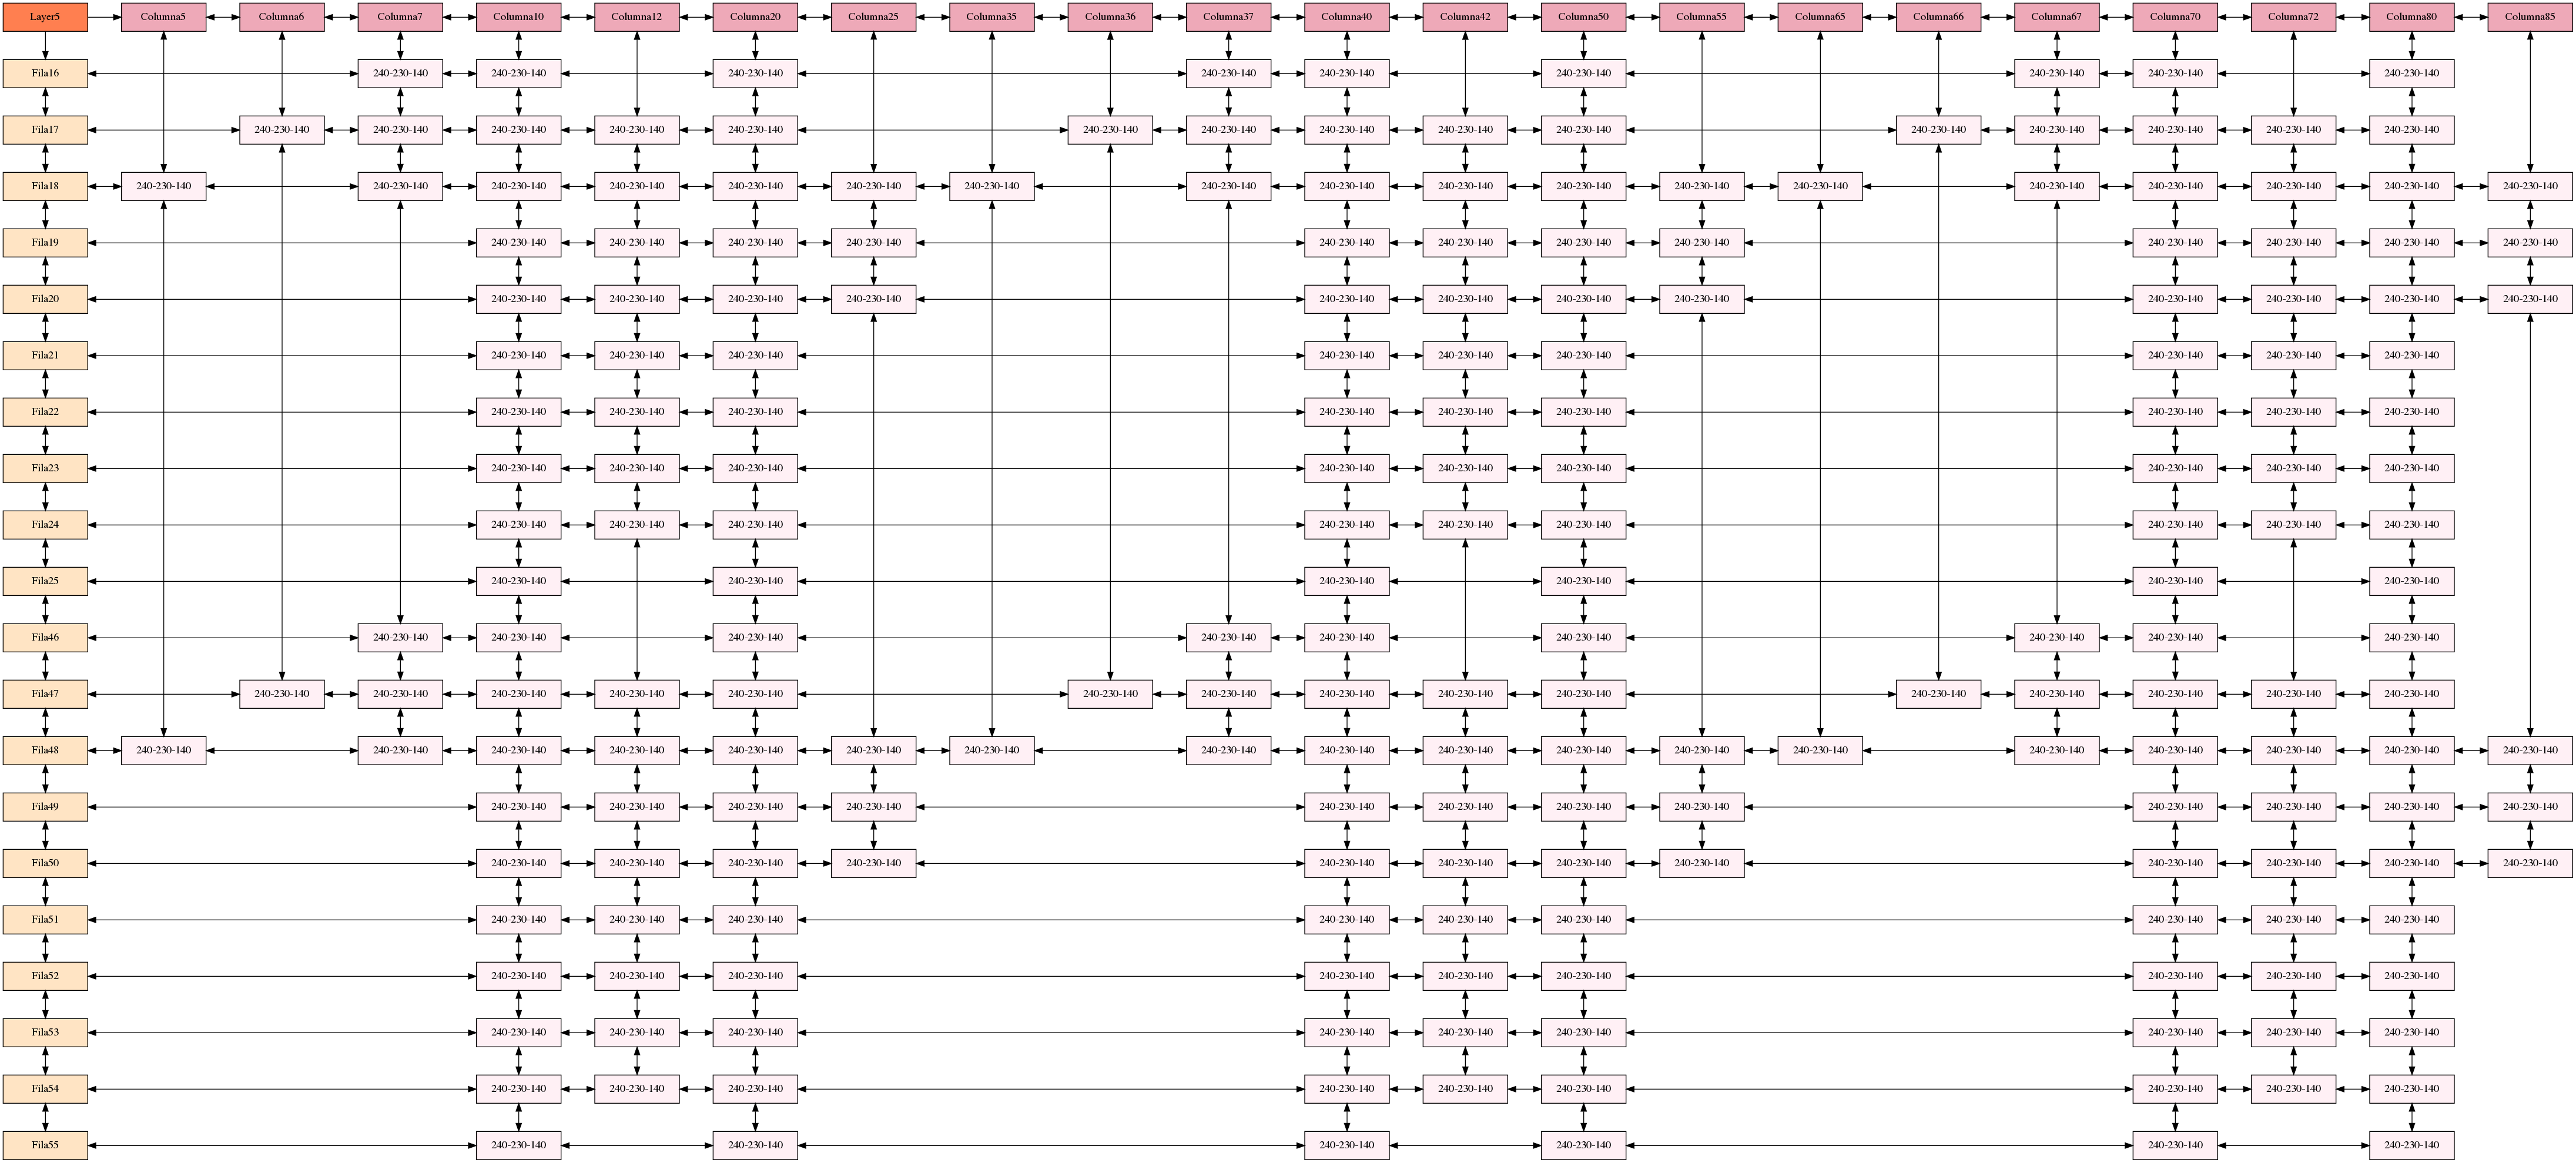 Layer5 Columna5 Columna6 Columna7 Columna10 Columna12 Columna20 Columna25 Columna35 Columna36 Columna37 Columna40 Columna42 Columna50 Columna55 Columna65 Columna66 Columna67 Columna70 Columna72 Columna80 Columna85
Fila16 240-230-140 240-230-140 240-230-140 240-230-140 240-230-140 240-230-140 240-230-140 240-230-140 240-230-140
Fila17 240-230-140 240-230-140 240-230-140 240-230-140 240-230-140 240-230-140 240-230-140 240-230-140 240-230-140 240-230-140 240-230-140 240-230-140 240-230-140 240-230-140 240-230-140
Fila18 240-230-140 240-230-140 240-230-140 240-230-140 240-230-140 240-230-140 240-230-140 240-230-140 240-230-140 240-230-140 240-230-140 240-230-140 240-230-140 240-230-140 240-230-140 240-230-140 240-230-140 240-230-140
Fila19 240-230-140 240-230-140 240-230-140 240-230-140 240-230-140 240-230-140 240-230-140 240-230-140 240-230-140 240-230-140 240-230-140 240-230-140
Fila20 240-230-140 240-230-140 240-230-140 240-230-140 240-230-140 240-230-140 240-230-140 240-230-140 240-230-140 240-230-140 240-230-140 240-230-140
Fila21 240-230-140 240-230-140 240-230-140 240-230-140 240-230-140 240-230-140 240-230-140 240-230-140 240-230-140
Fila22 240-230-140 240-230-140 240-230-140 240-230-140 240-230-140 240-230-140 240-230-140 240-230-140 240-230-140
Fila23 240-230-140 240-230-140 240-230-140 240-230-140 240-230-140 240-230-140 240-230-140 240-230-140 240-230-140
Fila24 240-230-140 240-230-140 240-230-140 240-230-140 240-230-140 240-230-140 240-230-140 240-230-140 240-230-140
Fila25 240-230-140 240-230-140 240-230-140 240-230-140 240-230-140 240-230-140
Fila46 240-230-140 240-230-140 240-230-140 240-230-140 240-230-140 240-230-140 240-230-140 240-230-140 240-230-140
Fila47 240-230-140 240-230-140 240-230-140 240-230-140 240-230-140 240-230-140 240-230-140 240-230-140 240-230-140 240-230-140 240-230-140 240-230-140 240-230-140 240-230-140 240-230-140
Fila48 240-230-140 240-230-140 240-230-140 240-230-140 240-230-140 240-230-140 240-230-140 240-230-140 240-230-140 240-230-140 240-230-140 240-230-140 240-230-140 240-230-140 240-230-140 240-230-140 240-230-140 240-230-140
Fila49 240-230-140 240-230-140 240-230-140 240-230-140 240-230-140 240-230-140 240-230-140 240-230-140 240-230-140 240-230-140 240-230-140 240-230-140
Fila50 240-230-140 240-230-140 240-230-140 240-230-140 240-230-140 240-230-140 240-230-140 240-230-140 240-230-140 240-230-140 240-230-140 240-230-140
Fila51 240-230-140 240-230-140 240-230-140 240-230-140 240-230-140 240-230-140 240-230-140 240-230-140 240-230-140
Fila52 240-230-140 240-230-140 240-230-140 240-230-140 240-230-140 240-230-140 240-230-140 240-230-140 240-230-140
Fila53 240-230-140 240-230-140 240-230-140 240-230-140 240-230-140 240-230-140 240-230-140 240-230-140 240-230-140
Fila54 240-230-140 240-230-140 240-230-140 240-230-140 240-230-140 240-230-140 240-230-140 240-230-140 240-230-140
Fila55 240-230-140 240-230-140 240-230-140 240-230-140 240-230-140 240-230-140